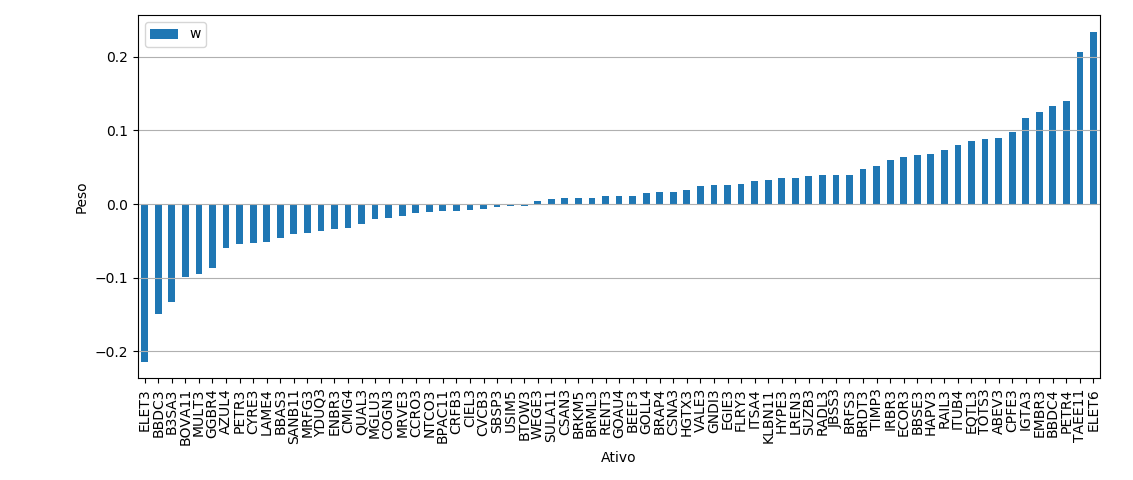 w
0.2
0.1
0.0
−0.1
−0.2
Peso
ELET3
BBDC3
B3SA3
BOVA11
MULT3
GGBR4
AZUL4
PETR3
CYRE3
LAME4
BBAS3
SANB11
MRFG3
YDUQ3
ENBR3
CMIG4
QUAL3
MGLU3
COGN3
MRVE3
CCRO3
NTCO3
BPAC11
CRFB3
CIEL3
CVCB3
SBSP3
USIM5
BTOW3
WEGE3
SULA11
CSAN3
BRKM5
BRML3
RENT3
GOAU4
BEEF3
GOLL4
BRAP4
CSNA3
HGTX3
VALE3
GNDI3
EGIE3
FLRY3
ITSA4
KLBN11
HYPE3
LREN3
SUZB3
RADL3
JBSS3
BRFS3
BRDT3
TIMP3
IRBR3
ECOR3
BBSE3
HAPV3
RAIL3
ITUB4
EQTL3
TOTS3
ABEV3
CPFE3
IGTA3
EMBR3
BBDC4
PETR4
TAEE11
ELET6
Ativo